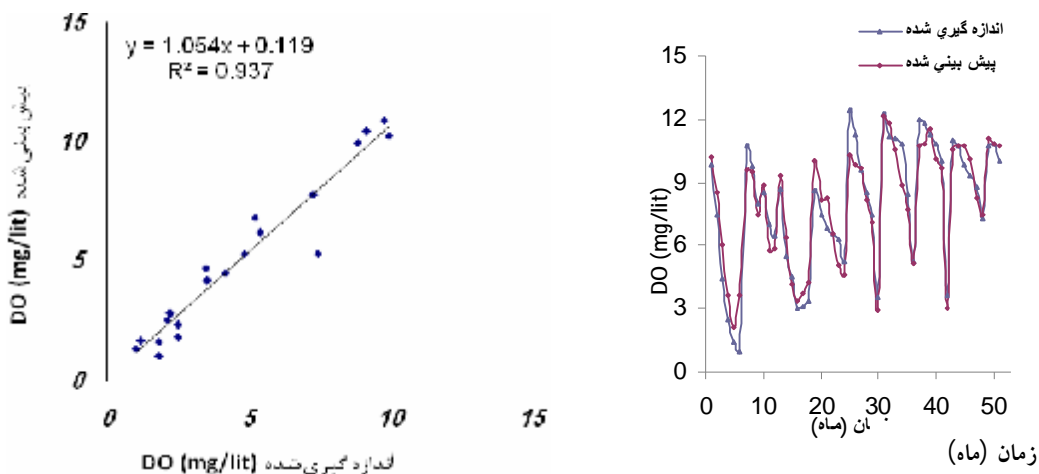 15
10
5
0
y = 1.054x + 0.119
R² = 0.937
DO (mg/lit) پیش بینی شده
0 5 10 15
DO (mg/lit) اندازه گیری شده
اندازه گيري شده
پيش بيني شده
15
12
9
6
3
0
DO (mg/lit)
0 10 20 30 40 50
(ماه)
زمان (ماه)